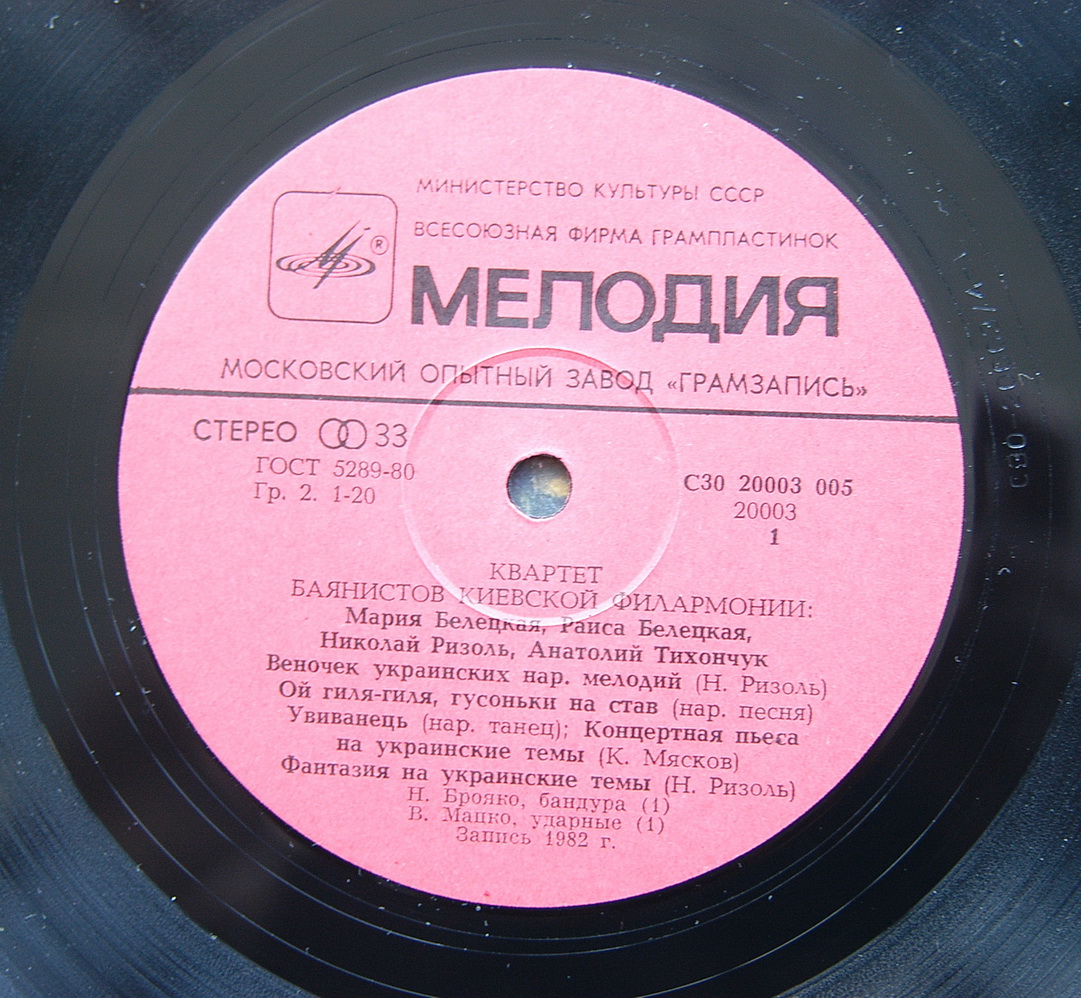 МИНИСТЕРСТВО КУЛЬТУРЫ СССР
ВСЕСОЮЗНАЯ ФИРМА ГРАМПЛАСТИНОК
®
МЕЛОДИЯ
МОСКОВСКИЙ ОПЫТНЫЙ ЗАВОД «ГРАМЗАПИСЬ»
СТЕРЕО 33
ГОСТ 5289-80
Гр. 2. 1-20
С30 20003 005
20003
1
КВАРТЕТ
БАЯНИСТОВ КИЕВСКОЙ ФИЛАРМОНИИ:
Мария Белецкая, Раиса Белецкая,
Николай Ризоль, Анатолий Тихончук
Веночек украинских нар. мелодий (Н. Ризоль)
Ой гиля-гиля, гусоньки на став (нар. песня)
Увиванець (нар. танец); Концертная пьеса
на украинские темы (К. Мясков)
Фантазия на украинские темы (Н. Ризоль)
Н. Брояко, бандура (1)
В. Мацко, ударные (1)
Запись 1982 г.